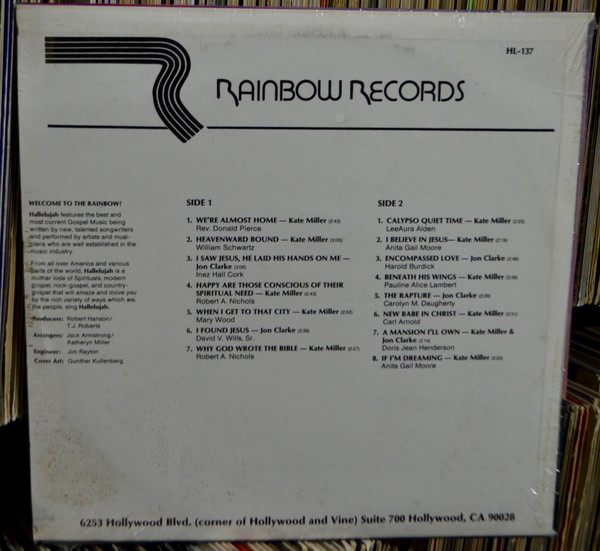 HL-137
RAINBOW RECORDS
WELCOME TO THE RAINBOW!
Hallelujah features the best and
most current Gospel Music being
written by new, talented songwriters
and performed by artists and musi-
cians who are well established in the
music industry.
From all over America and various
parts of the world, Hallelujah is a
mother lode of Spirituals, modern
gospel, rock-gospel, and country-
gospel that will amaze and move you
by the rich variety of ways which we,
the people, sing Hallelujah.
Producers: Robert Hanson/
T.J. Roberts
Arrangers: Jack Armstrong/
Katheryn Miller
Engineer: Jim Rayton
Cover Art: Gunther Kullenberg
SIDE 1
1. WE'RE ALMOST HOME — Kate Miller
Rev. Donald Pierce
2. HEAVENWARD BOUND — Kate Miller
William Schwartz
3. I SAW JESUS, HE LAID HIS HANDS ON ME —
Jon Clarke
Inez Hall Cork
4. HAPPY ARE THOSE CONSCIOUS OF THEIR
SPIRITUAL NEED — Kate Miller
Robert A. Nichols
5. WHEN I GET TO THAT CITY — Kate Miller
Mary Wood
6. I FOUND JESUS — Jon Clarke
David V. Wills, Sr.
7. WHY GOD WROTE THE BIBLE — Kate Miller
Robert A. Nichols
SIDE 2
1. CALYPSO QUIET TIME — Kate Miller
LeeAura Alden
2. I BELIEVE IN JESUS— Kate Miller
Anita Gail Moore
3. ENCOMPASSED LOVE — Jon Clarke
Harold Burdick
4. BENEATH HIS WINGS — Kate Miller
Pauline Alice Lambert
5. THE RAPTURE — Jon Clarke
Carolyn M. Daugherty
6. NEW BABE IN CHRIST — Kate Miller
Carl Arnold
7. A MANSION I'LL OWN — Kate Miller &
Jon Clarke
Doris Jean Henderson
8. IF I'M DREAMING — Kate Miller
Anita Gail Moore
6253 Hollywood Blvd. (corner of Hollywood and Vine) Suite 700 Hollywood, CA 90028